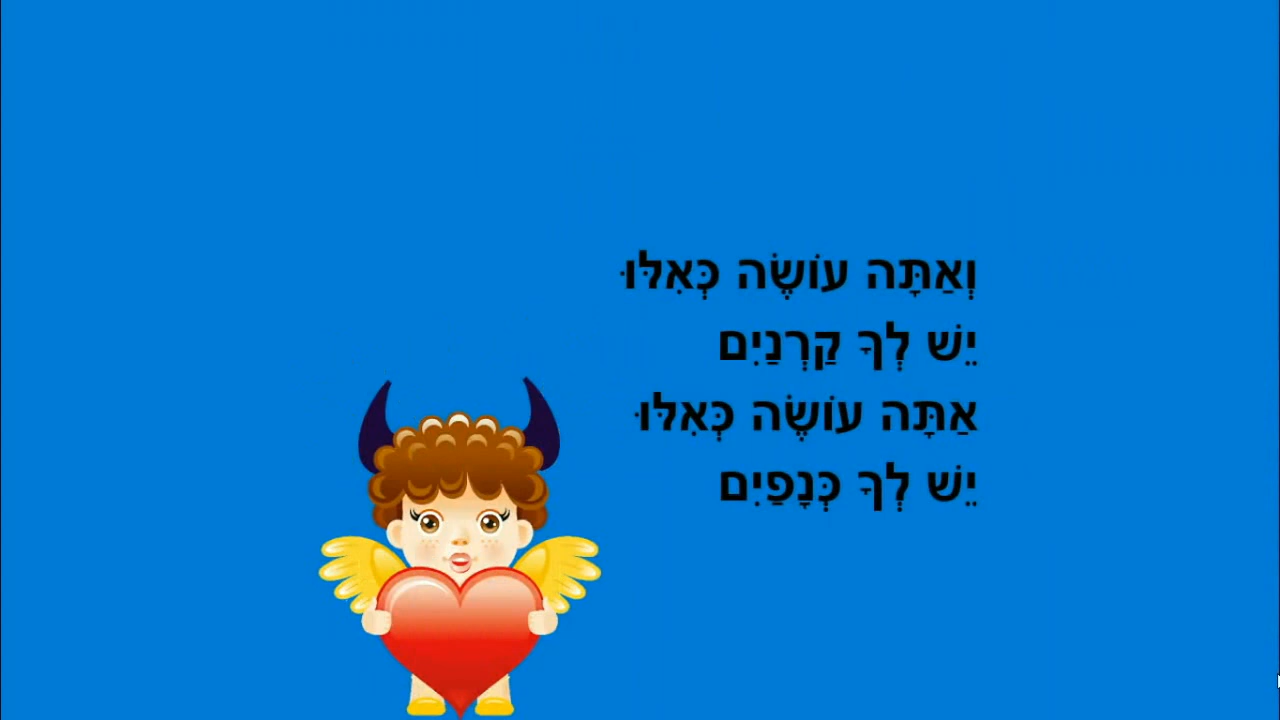 וְאַתָּה עוֹשֶׂה כְּאִלּוּ
יֵשׁ לְךָ קַרְנַיִם
אַתָּה עוֹשֶׂה כְּאִלּוּ
יֵשׁ לְךָ כְּנָפַיִם